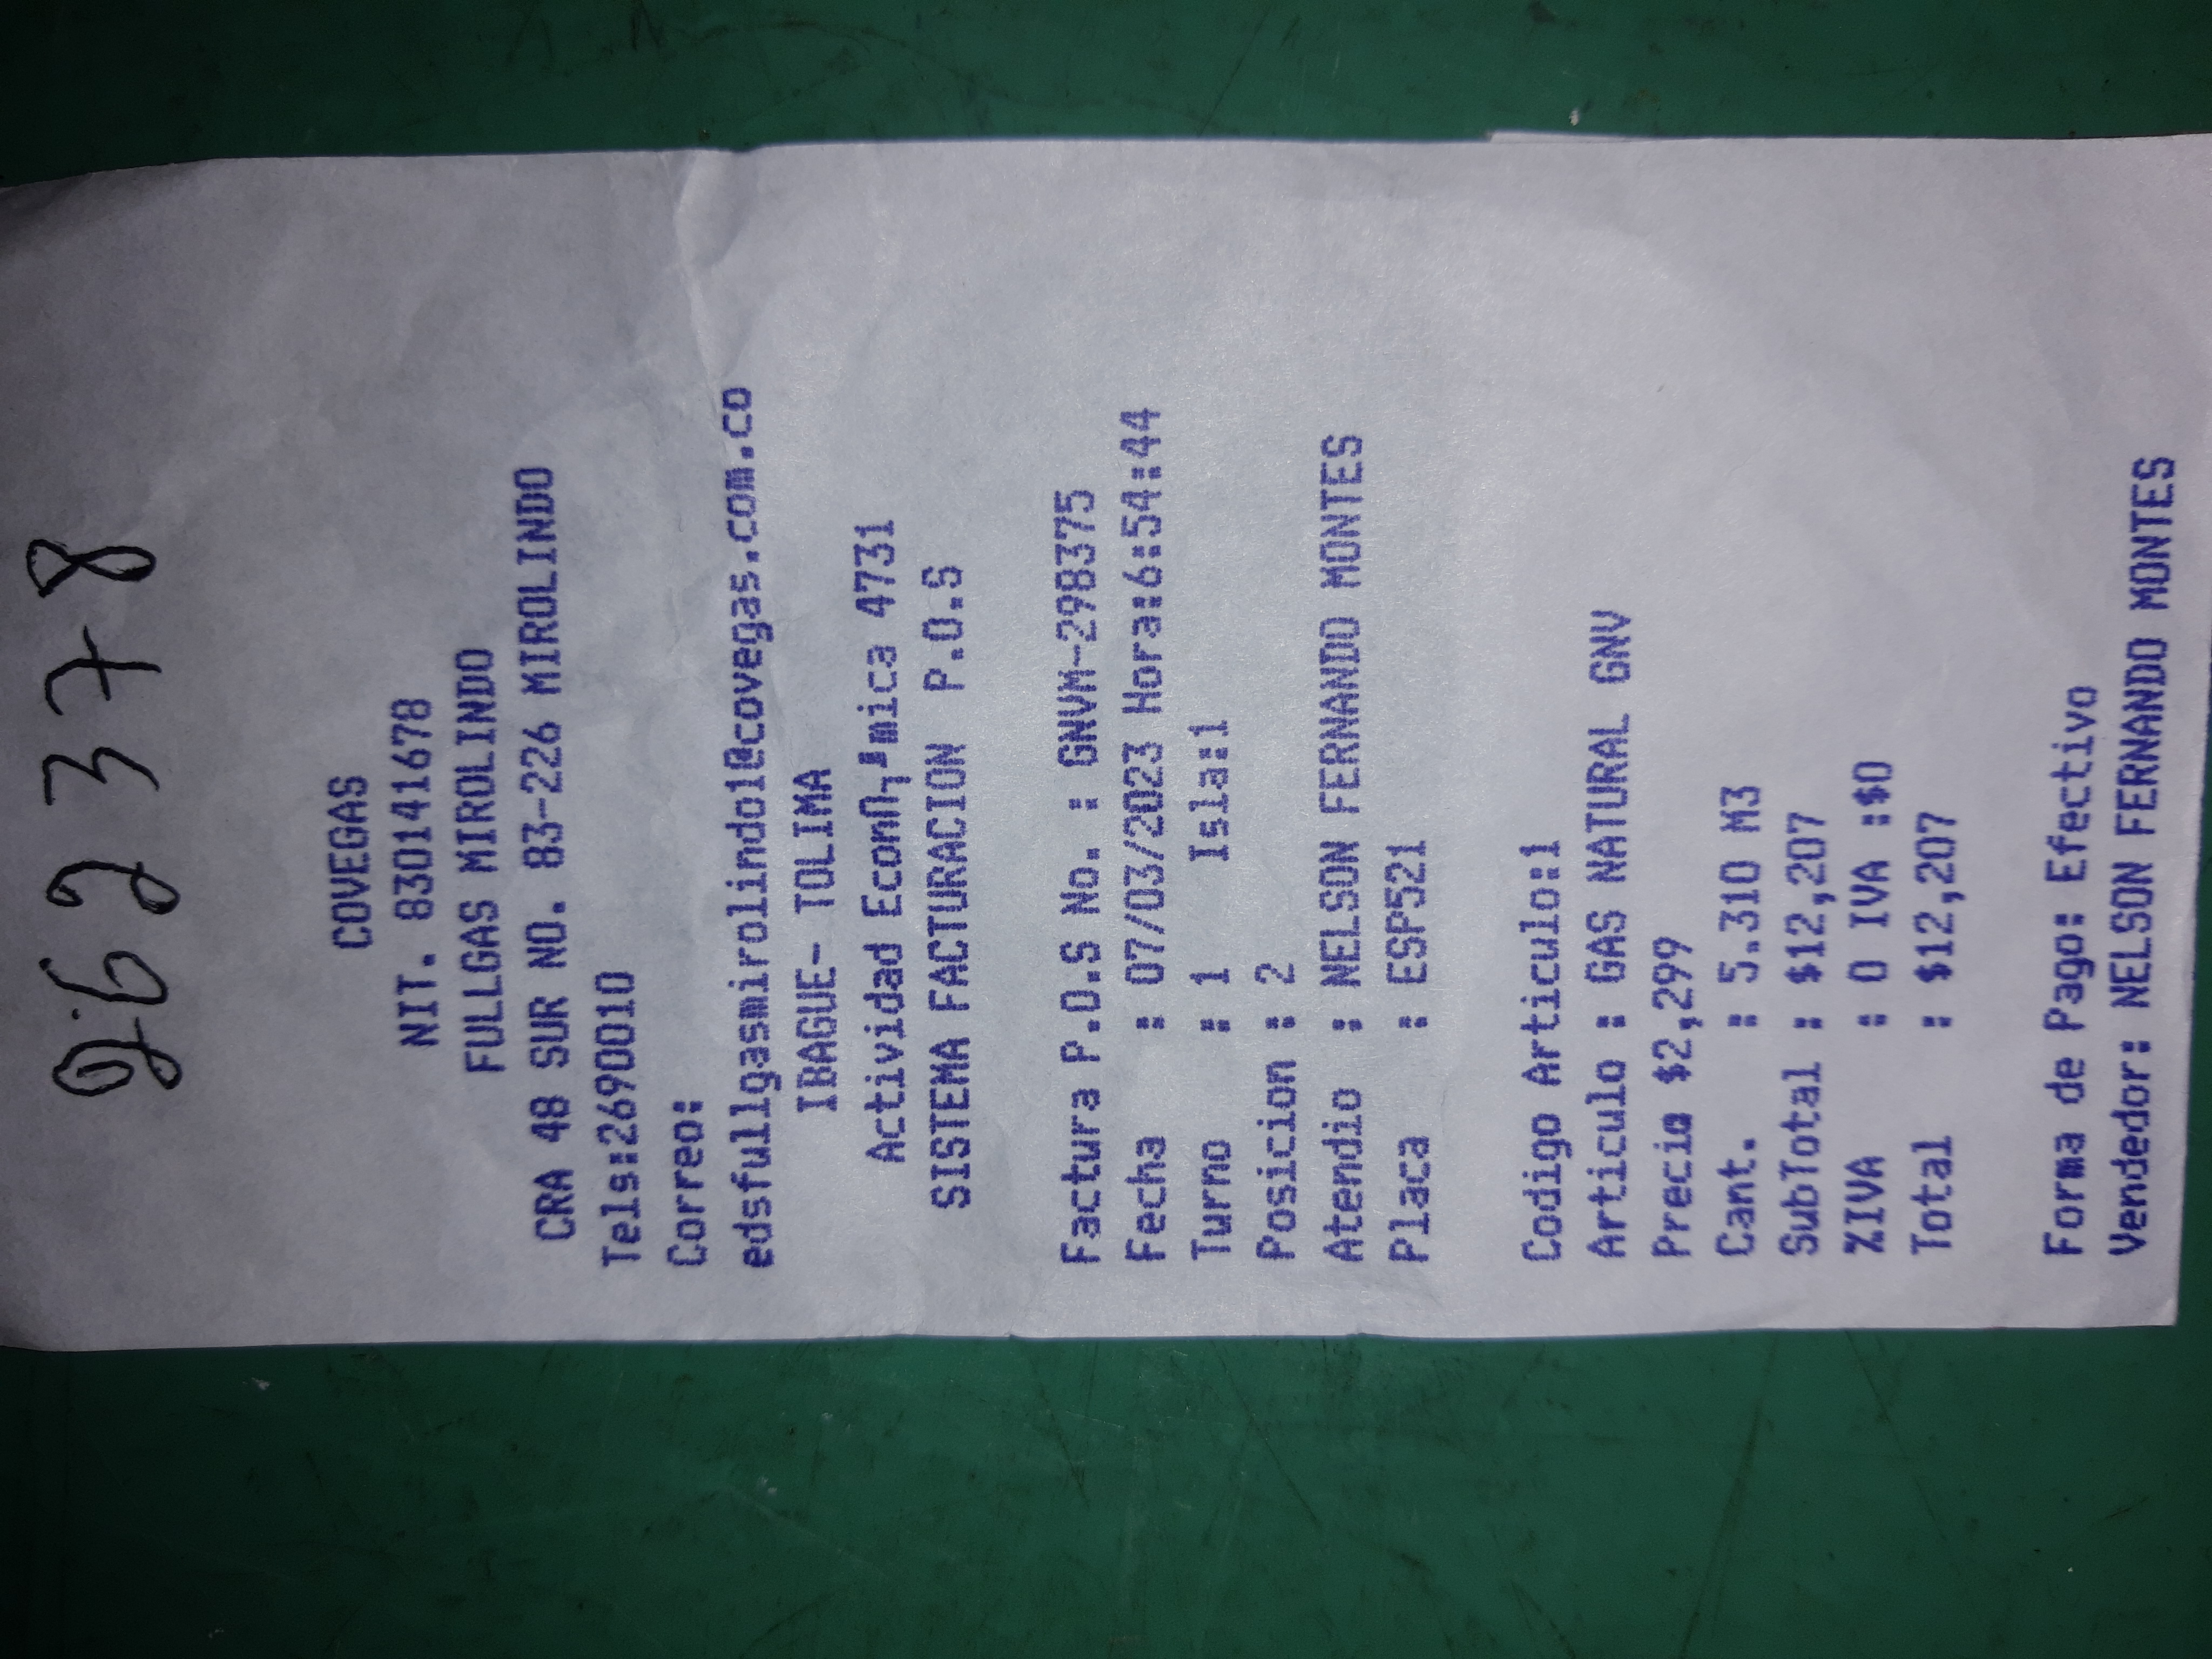 262378
COVEGAS
NIT. 830141678
FULLGAS MIROLINDO
CRA 48 SUR NO. 83-226 MIROLINDO
Tels:2690010
Correo:
edsfullgasmirolindo1@covegas.com.co
IBAGUE- TOLIMA
Actividad 4731
SISTEMA FACTURACION P.O.S
Factura P.O.S No. : GNVM-298375
Fecha : 07/03/2023 Hora:6:54:44
Turno : 1 Isla:1
Posicion : 2
Atendio : NELSON FERNANDO MONTES
Placa : ESP521
Codigo Articulo:1
Articulo : GAS NATURAL GNV
Precio $2,299
Cant. : 5.310 M3
SubTotal : $12,207
%IVA : 0 IVA :$0
Total : $12,207
Forma de Pago: Efectivo
Vendedor: NELSON FERNANDO MONTES